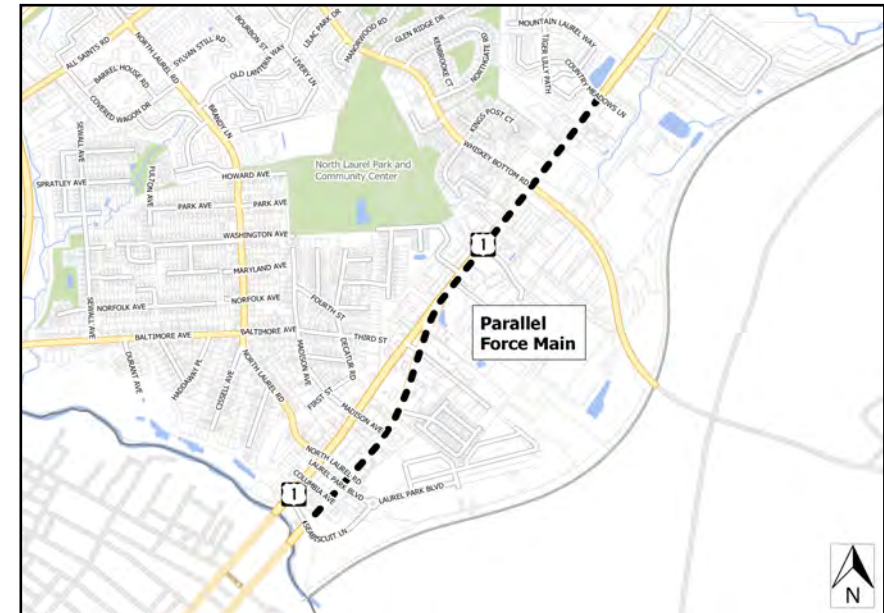 MOUNTAIN LAUREL WAY
GLEN RIDGE DR
LILAC PARK DR
BOURBON ST
MANORWOOD RD
NORTH LAUREL RD
SYLVAN STILL RD
ALL SAINTS RD
KENBROOKE CT
NORTHGATE DR
TIGER LILLY PATH
COUNTRY MEADOWS LN
OLD LANTERN WAY
LIVERY LN
BARREL HOUSE RD
COVERED WAGON DR
BRANDY LN
KINGS POST CT
WHISKEY BOTTOM RD
SEWALL AVE
FULTON AVE
North Laurel Park and
Community Center
HOWARD AVE
SPRATLEY AVE
PARK AVE
PARK AVE
WASHINGTON AVE
1
MARYLAND AVE
FOURTH ST
NORFOLK AVE
NORFOLK AVE
SEWALL AVE
BALTIMORE AVE
BALTIMORE AVE
THIRD ST
DECATUR RD
MADISON AVE
Parallel
Force Main
DURANT AVE
HADDAWAY PL
CISSELL AVE
NORTH LAUREL RD
FIRST ST
MADISON AVE
NORTH LAUREL RD
LAUREL PARK BLVD
COLUMBIA AVE
LAUREL PARK BLVD
1
SEABISCUIT LN
N